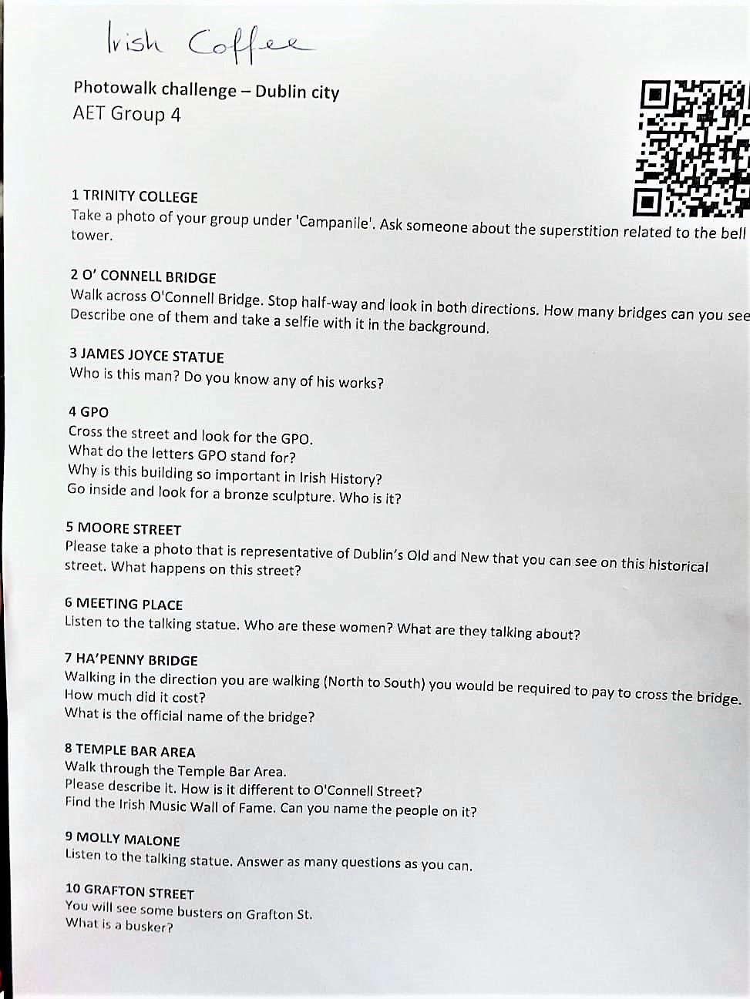 Irish Coffee
Photowalk challenge – Dublin city
AET Group 4
1 TRINITY COLLEGE
Take a photo of your group under 'Campanile'. Ask someone about the superstition related to the bell
tower.
2 O’ CONNELL BRIDGE
Walk across O'Connell Bridge. Stop half-way and look in both directions. How many bridges can you see
Describe one of them and take a selfie with it in the background.
3 JAMES JOYCE STATUE
Who is this man? Do you know any of his works?
4 GPO
Cross the street and look for the GPO.
What do the letters GPO stand for?
Why is this building so important in Irish History?
Go inside and look for a bronze sculpture. Who is it?
5 MOORE STREET
Please take a photo that is representative of Dublin’s Old and New that you can see on this historical
street. What happens on this street?
6 MEETING PLACE
Listen to the talking statue. Who are these women? What are they talking about?
7 HA’PENNY BRIDGE
Walking in the direction you are walking (North to South) you would be required to pay to cross the bridge.
How much did it cost?
What is the official name of the bridge?
8 TEMPLE BAR AREA
Walk through the Temple Bar Area.
Please describe it. How is it different to O'Connell Street?
Find the Irish Music Wall of Fame. Can you name the people on it?
9 MOLLY MALONE
Listen to the talking statue. Answer as many questions as you can.
10 GRAFTON STREET
You will see some busters on Grafton St.
What is a busker?